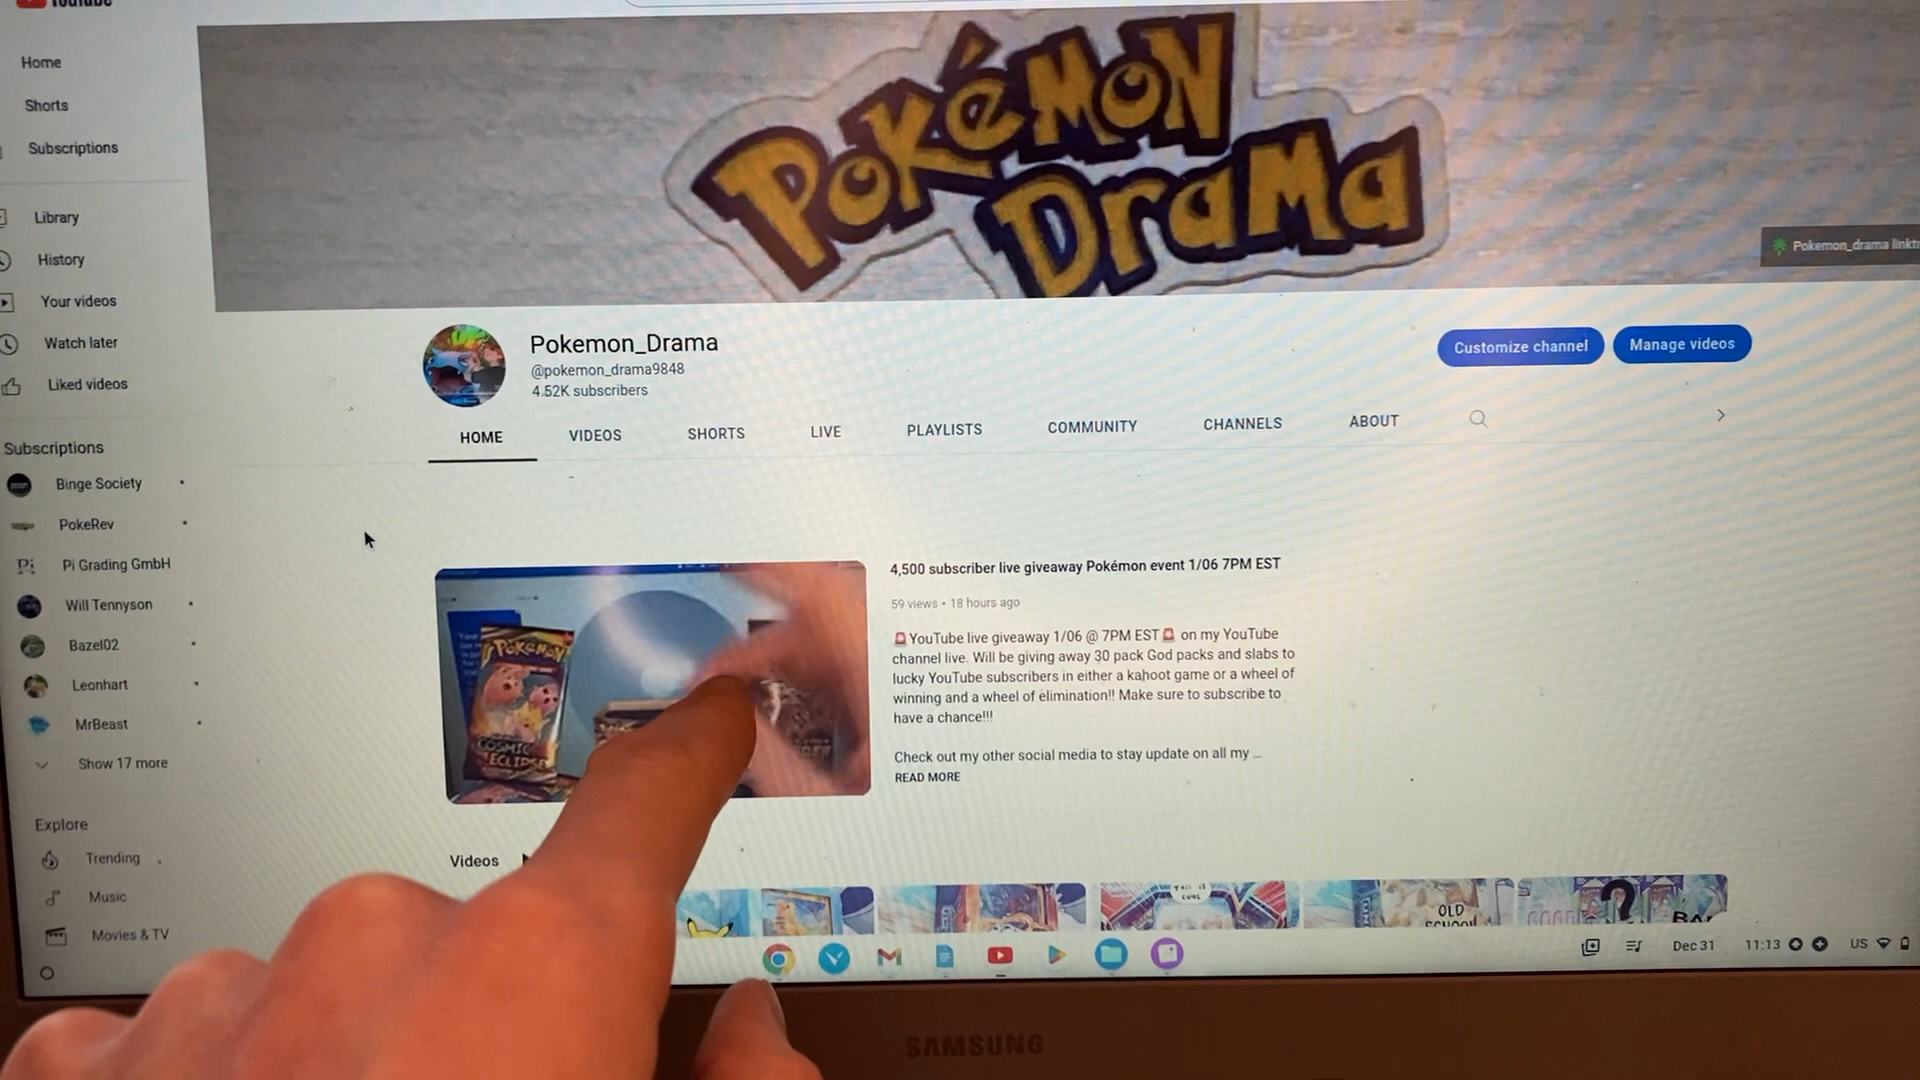 YouTube
Home
Shorts
Subscriptions
Library
History
Your videos
Watch later
Liked videos
Subscriptions
Binge Society
PokeRev
Pi Grading GmbH
Will Tennyson
Bazel02
Leonhart
MrBeast
Show 17 more
Explore
Trending
Music
Movies & TV
Pokémon
Drama
Pokemon_drama linktr
Pokemon_Drama
@pokemon_drama9848
4.52K subscribers
Customize channel
Manage videos
HOME VIDEOS SHORTS LIVE PLAYLISTS COMMUNITY CHANNELS ABOUT
POKÉMON
COSMIC
ECLIPSE
4,500 subscriber live giveaway Pokémon event 1/06 7PM EST
59 views • 18 hours ago
🚨YouTube live giveaway 1/06 @ 7PM EST🚨 on my YouTube
channel live. Will be giving away 30 pack God packs and slabs to
lucky YouTube subscribers in either a kahoot game or a wheel of
winning and a wheel of elimination!! Make sure to subscribe to
have a chance!!!
Check out my other social media to stay update on all my ...
READ MORE
Videos
OLD
SCHOOL
Dec 31 11:13 US
SAMSUNG